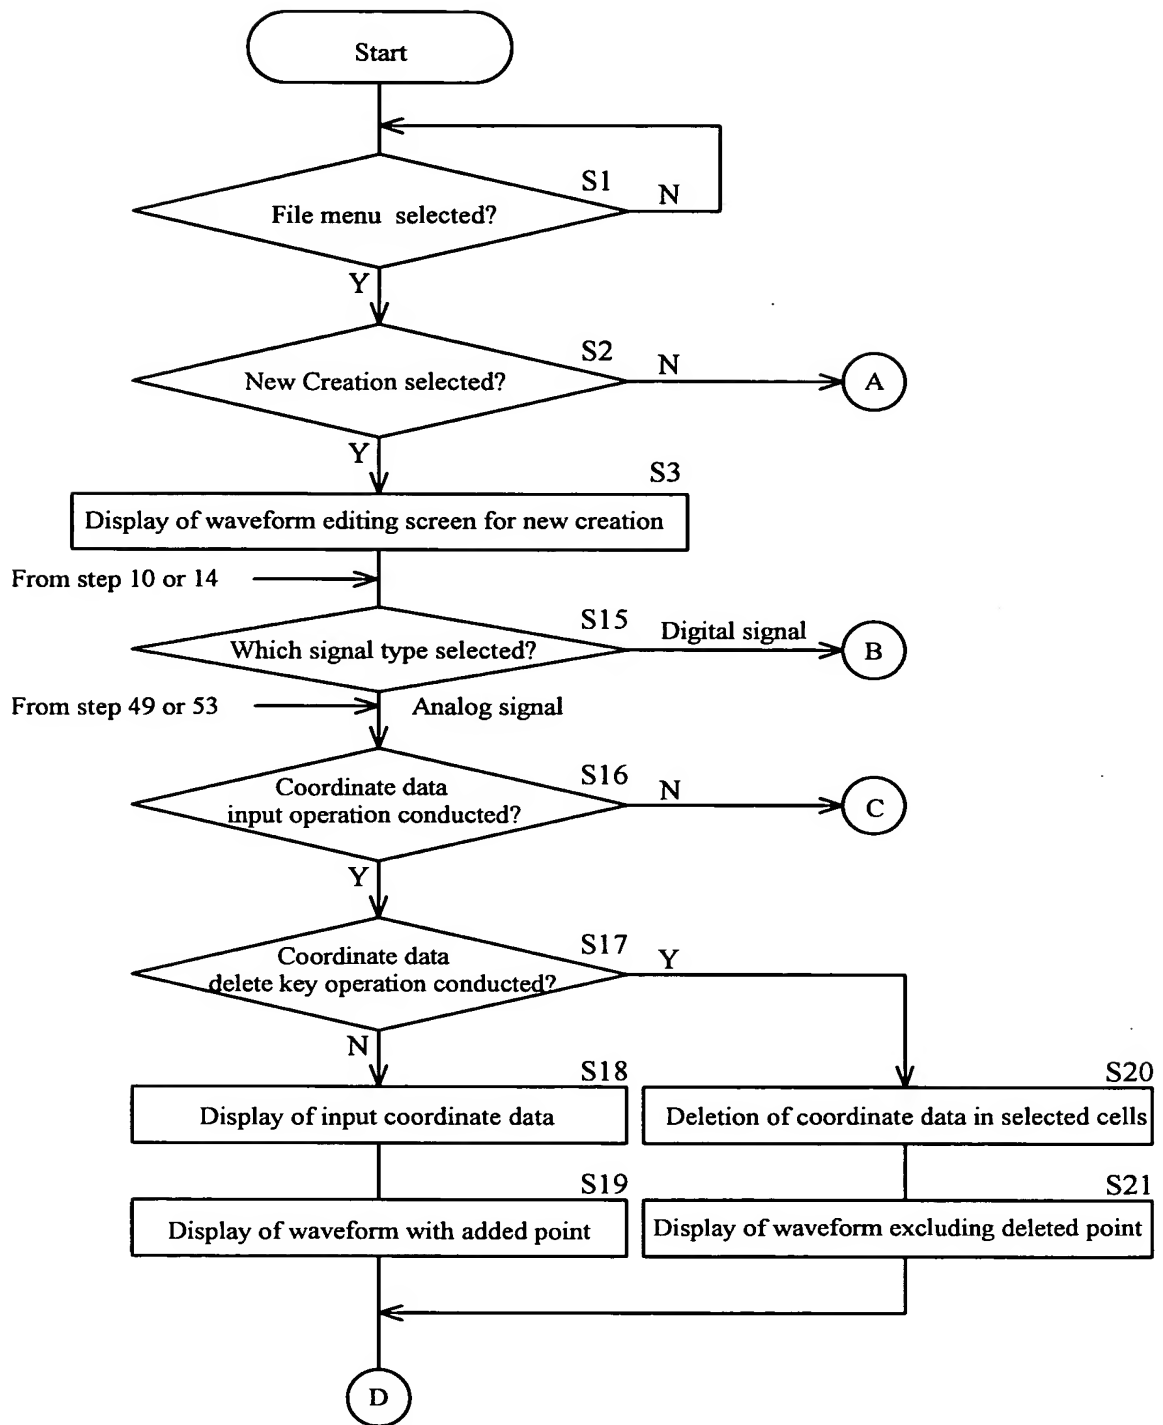 Start
S1
N
File menu selected?
Y
S2
N
New Creation selected?
A
Y
S3
Display of waveform editing screen for new creation
From step 10 or 14
S15
Digital signal
Which signal type selected?
B
From step 49 or 53
Analog signal
S16
Coordinate data
input operation conducted?
N
C
Y
S17
Coordinate data
delete key operation conducted?
Y
N
S18
S20
Display of input coordinate data
Deletion of coordinate data in selected cells
S19
S21
Display of waveform with added point
Display of waveform excluding deleted point
D